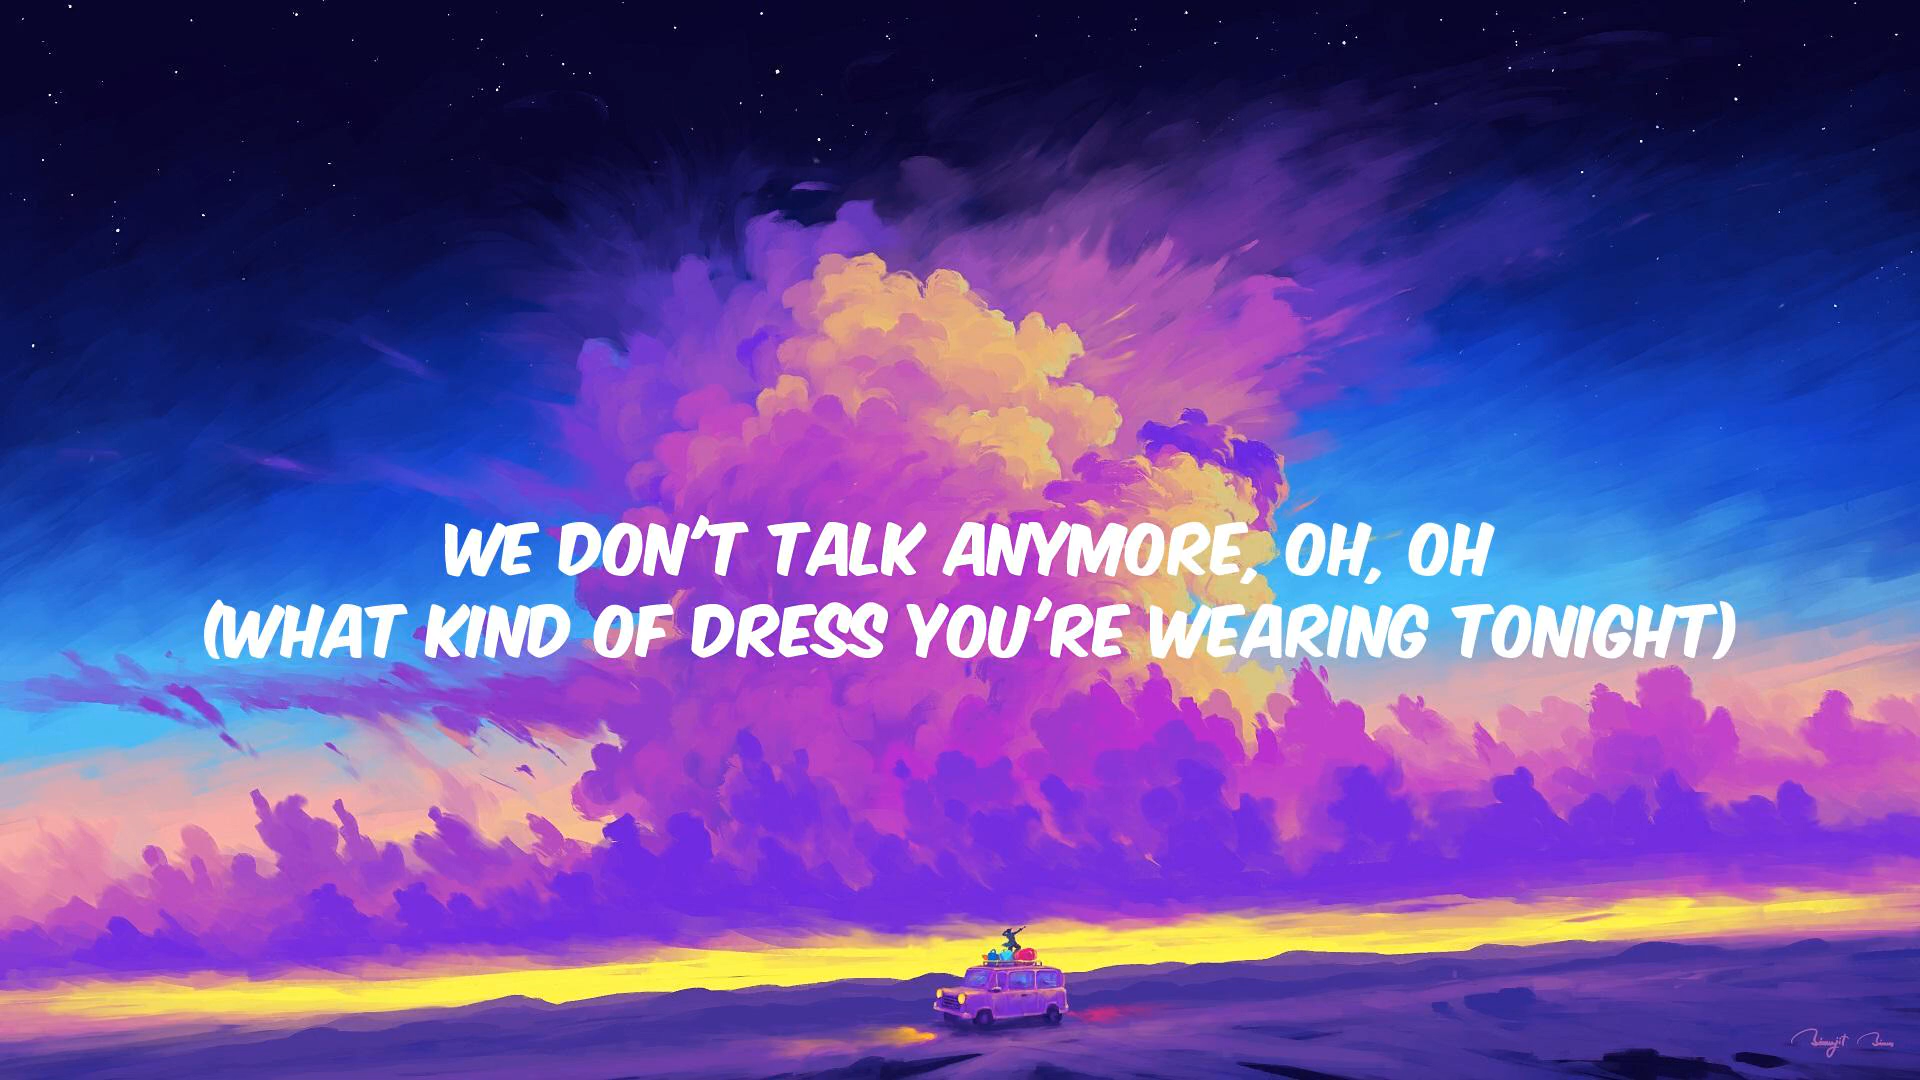 WE DON'T TALK ANYMORE, OH, OH
(WHAT KIND OF DRESS YOU'RE WEARING TONIGHT)